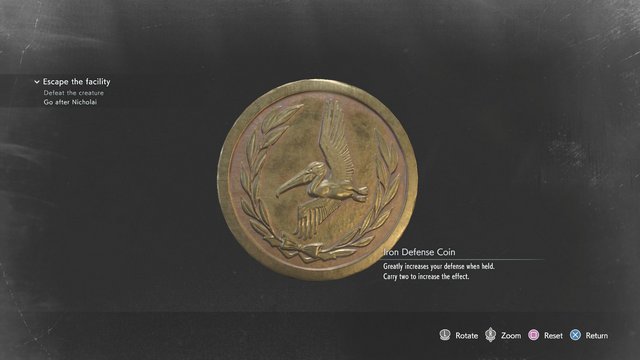 Escape the facility
Defeat the creature
Go after Nicholai
Iron Defense Coin
Greatly increases your defense when held.
Carry two to increase the effect.
Rotate Zoom Reset Return